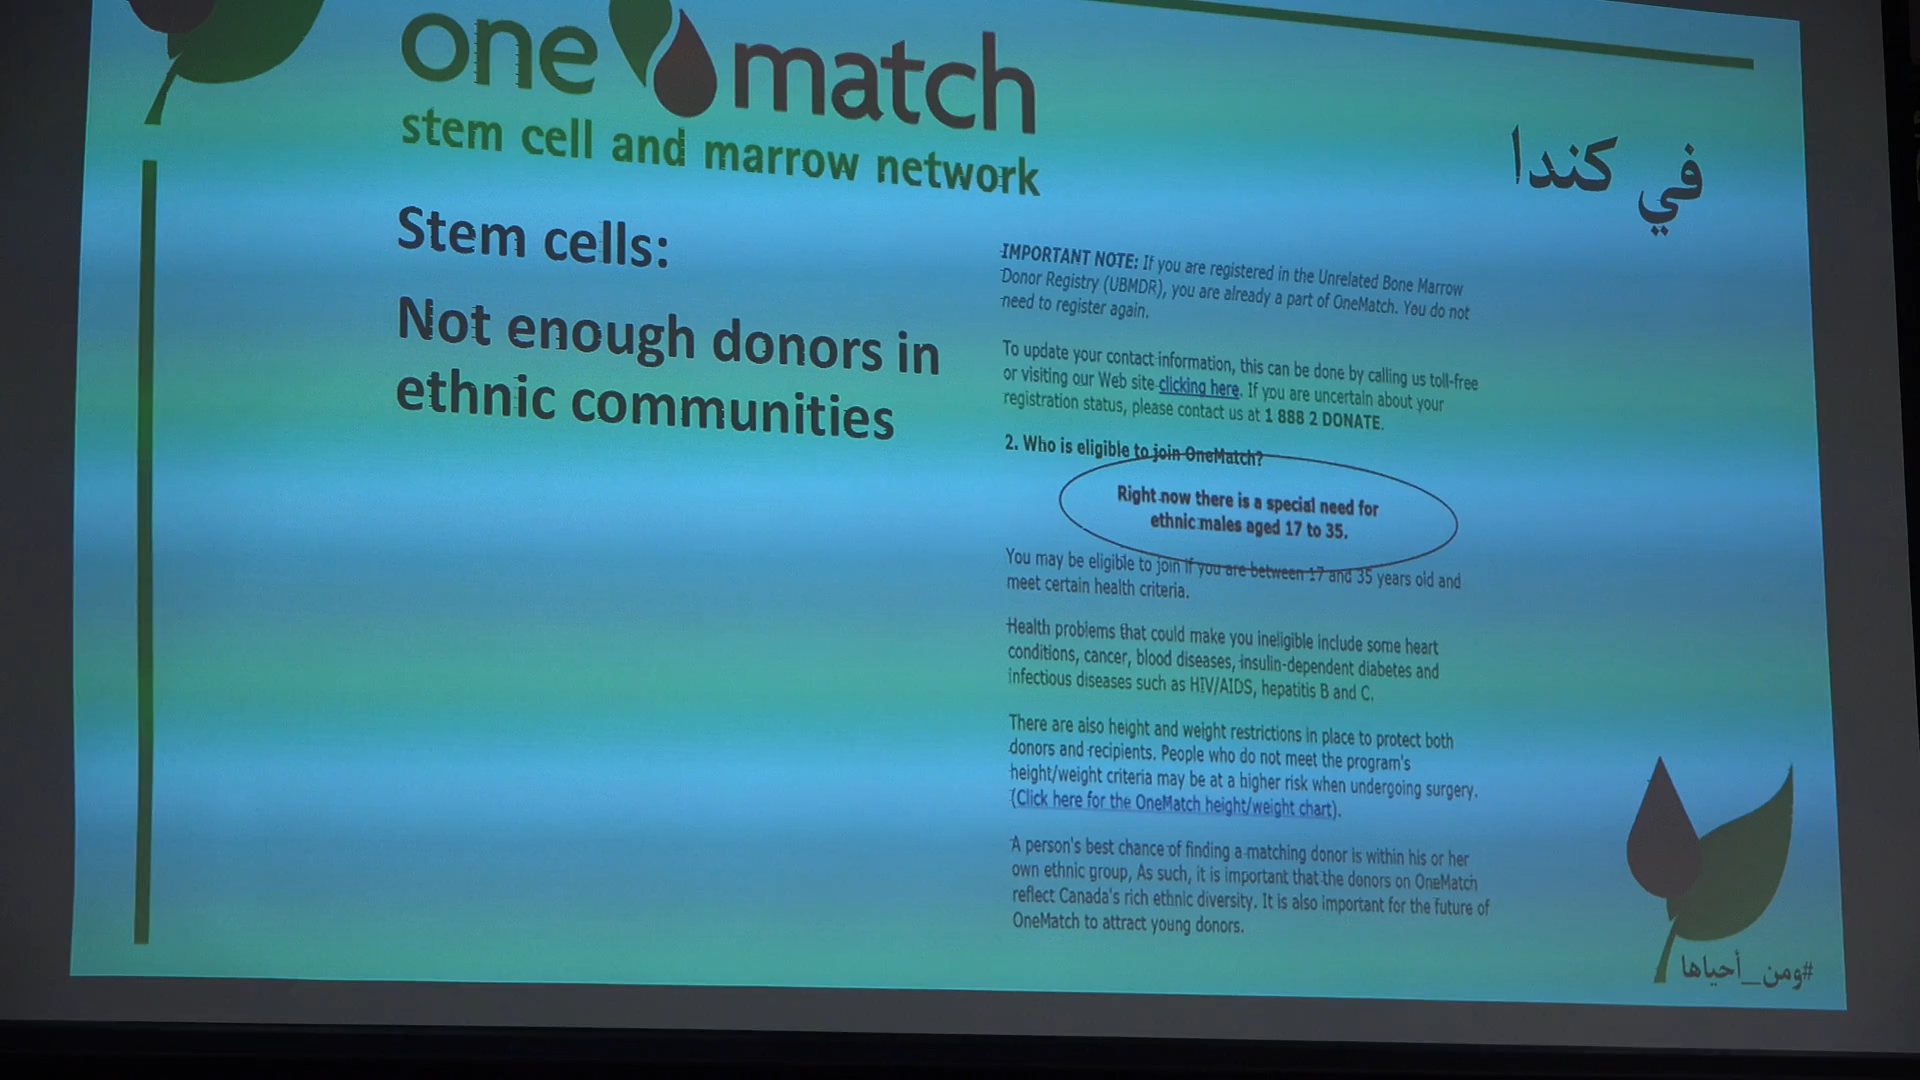 one match
stem cell and marrow network
في كندا
Stem cells:
Not enough donors in
ethnic communities
IMPORTANT NOTE: If you are registered in the Unrelated Bone Marrow
Donor Registry (UBMDR), you are already a part of OneMatch. You do not
need to register again.
To update your contact information, this can be done by calling us toll-free
or visiting our Web site clicking here. If you are uncertain about your
registration status, please contact us at 1 888 2 DONATE.
2. Who is eligible to join OneMatch?
Right now there is a special need for
ethnic males aged 17 to 35.
You may be eligible to join if you are between 17 and 35 years old and
meet certain health criteria.
Health problems that could make you ineligible include some heart
conditions, cancer, blood diseases, insulin-dependent diabetes and
infectious diseases such as HIV/AIDS, hepatitis B and C.
There are also height and weight restrictions in place to protect both
donors and recipients. People who do not meet the program's
height/weight criteria may be at a higher risk when undergoing surgery.
(Click here for the OneMatch height/weight chart).
A person's best chance of finding a matching donor is within his or her
own ethnic group, As such, it is important that the donors on OneMatch
reflect Canada's rich ethnic diversity. It is also important for the future of
OneMatch to attract young donors.
#ومن_أحياها